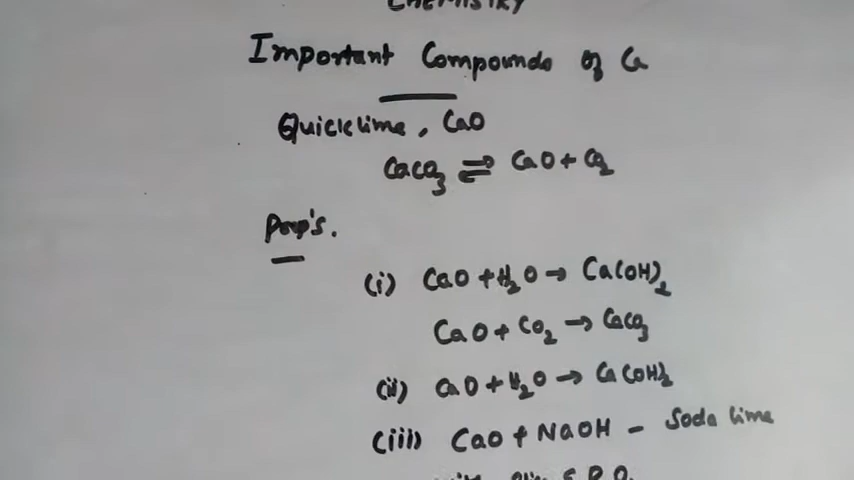 CHEMISTRY
Important Compounds of Ca
Quicklime, CaO
CaCO3 ⇌ CaO + CO2
Prop's.
(i) CaO + H2O → Ca(OH)2
CaO + CO2 → CaCO3
(ii) CaO + H2O → Ca(OH)2
(iii) CaO + NaOH - Soda lime